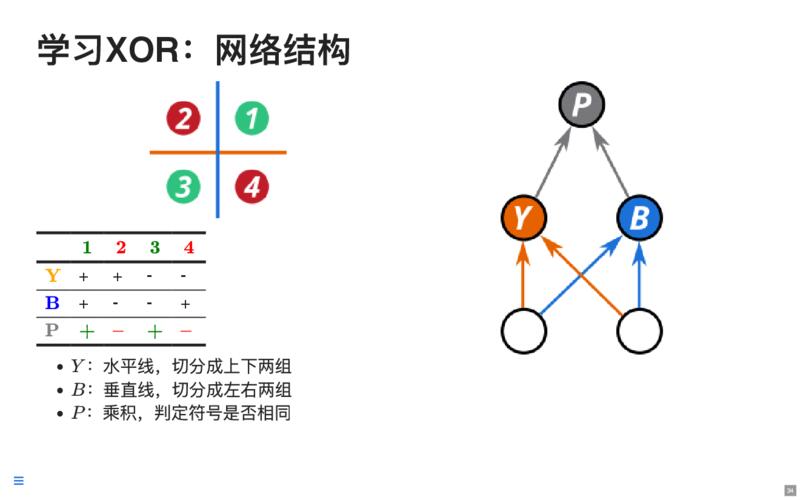 学习XOR：网络结构
2 1
3 4
1 2 3 4
Y + + - -
B + - - +
P + − + −
• Y：水平线，切分成上下两组
• B：垂直线，切分成左右两组
• P：乘积，判定符号是否相同
P
Y B
34